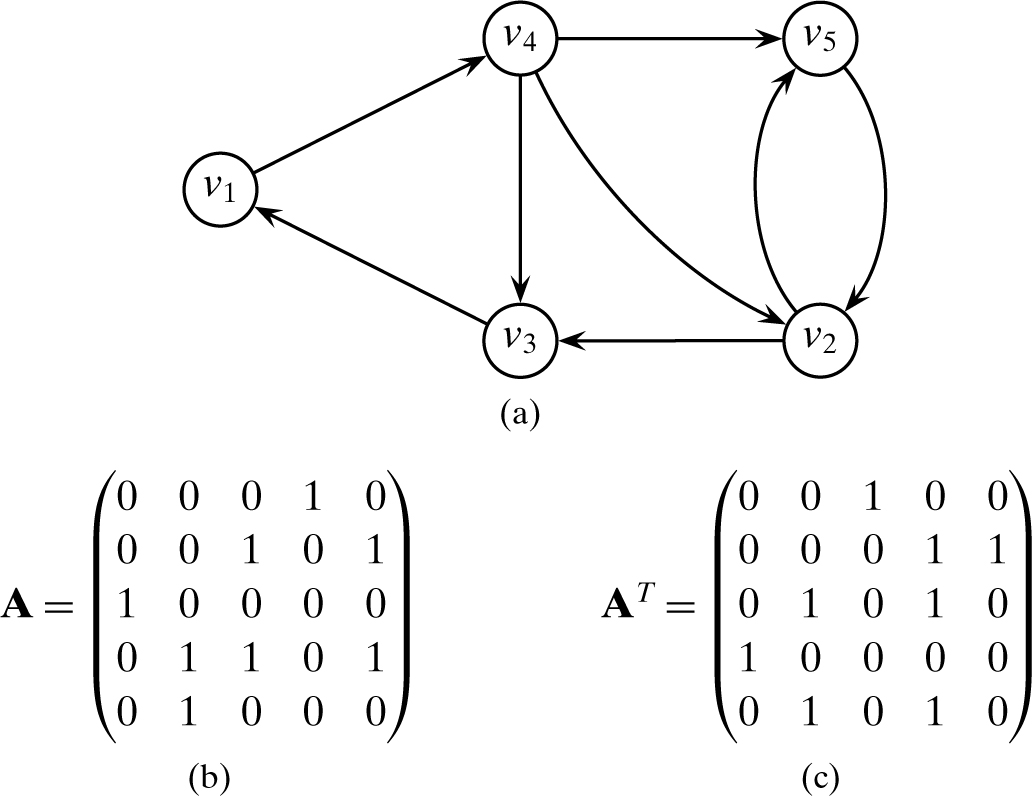 v4 v5
v1
v3 v2
(a)
A = (0 0 0 1 0
0 0 1 0 1
1 0 0 0 0
0 1 1 0 1
0 1 0 0 0)
(b)
A^T = (0 0 1 0 0
0 0 0 1 1
0 1 0 1 0
1 0 0 0 0
0 1 0 1 0)
(c)